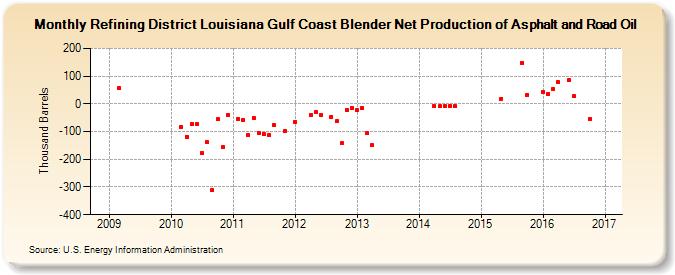 Monthly Refining District Louisiana Gulf Coast Blender Net Production of Asphalt and Road Oil
Thousand Barrels
200
100
0
-100
-200
-300
-400
2009 2010 2011 2012 2013 2014 2015 2016 2017
Source: U.S. Energy Information Administration